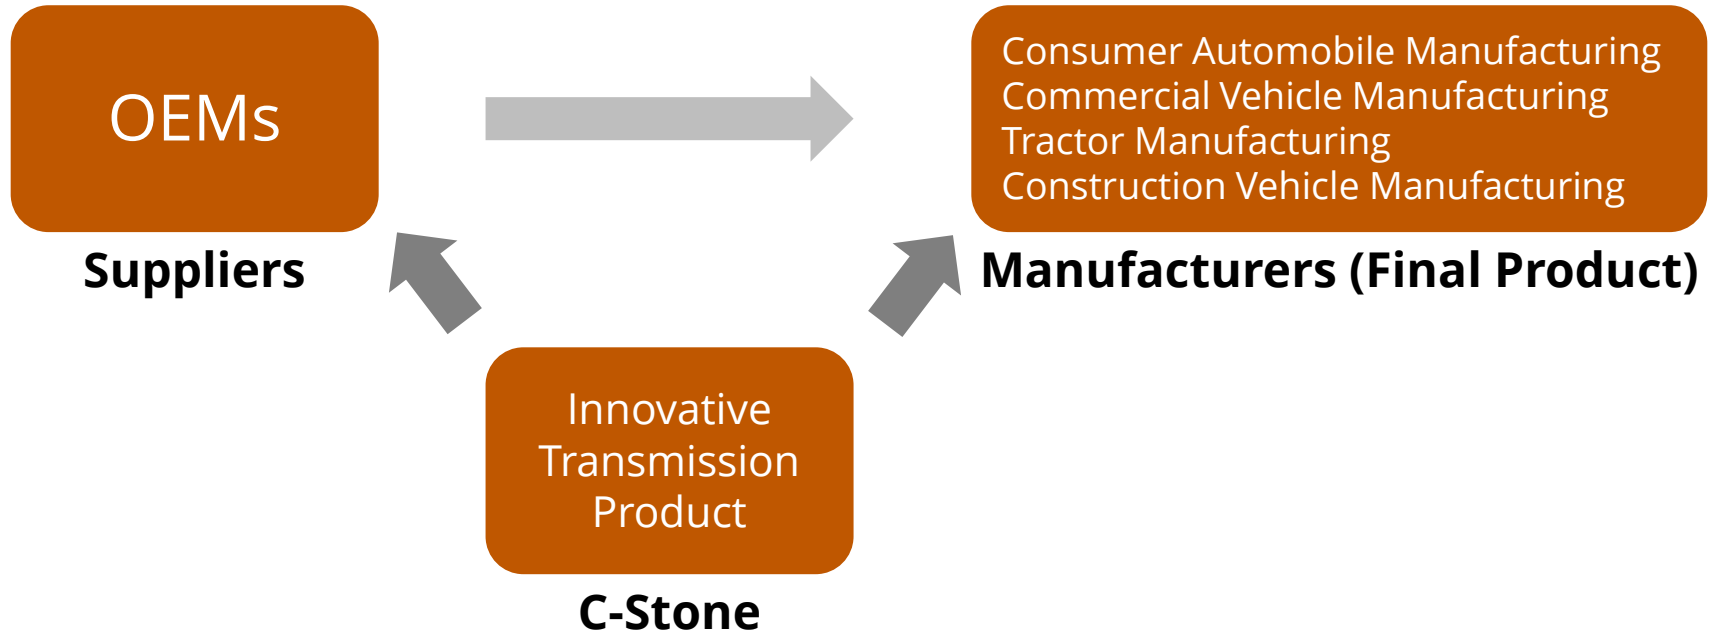 OEMs
Suppliers
Consumer Automobile Manufacturing
Commercial Vehicle Manufacturing
Tractor Manufacturing
Construction Vehicle Manufacturing
Manufacturers (Final Product)
Innovative
Transmission
Product
C-Stone